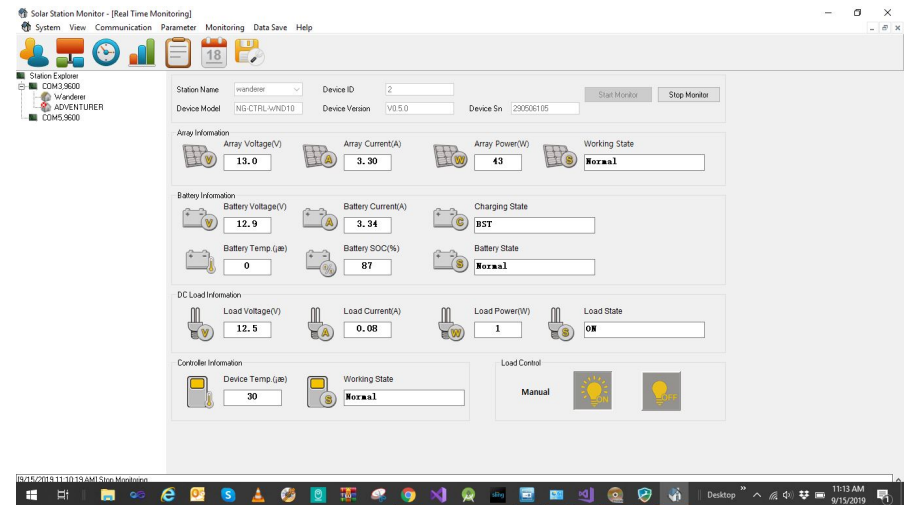 Solar Station Monitor - [Real Time Monitoring]
System View Communication Parameter Monitoring Data Save Help
18
Station Explorer
COM3,9600
Wanderer
ADVENTURER
COM5,9600
Station Name wanderer Device ID 2 Start Monitor Stop Monitor
Device Model NG-CTRL-WND10 Device Version V0.5.0 Device Sn 290506105
Array Information
Array Voltage(V) Array Current(A) Array Power(W) Working State
V 13.0 A 3.30 W 43 S Normal
Battery Information
Battery Voltage(V) Battery Current(A) Charging State
V 12.9 A 3.34 C BST
Battery Temp.(¡æ) Battery SOC(%) Battery State
0 % 87 S Normal
DC Load Information
Load Voltage(V) Load Current(A) Load Power(W) Load State
V 12.5 A 0.08 W 1 S ON
Controller Information Load Control
Device Temp.(¡æ) Working State
30 S Normal Manual ON OFF
[9/15/2019 11:10:19 AM] Stop Monitoring
Desktop 11:13 AM
9/15/2019